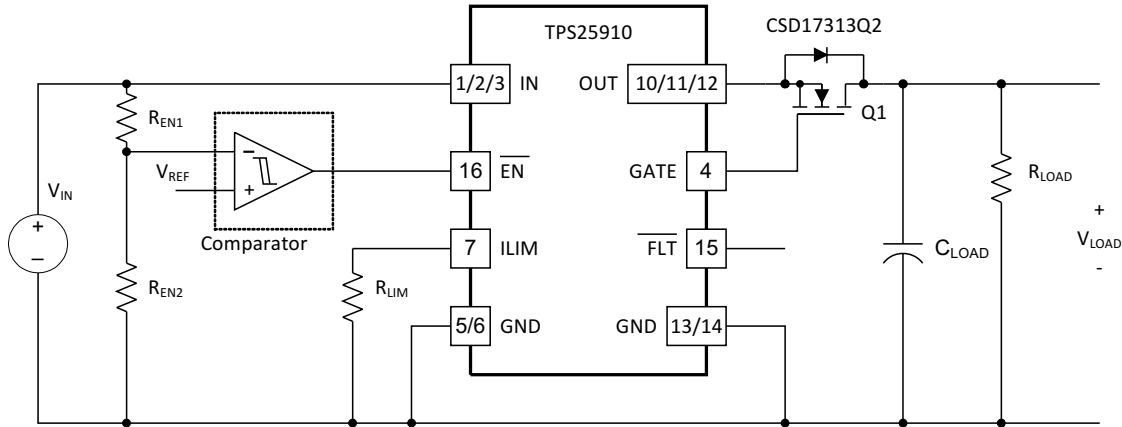 TPS25910
CSD17313Q2
1/2/3 IN
OUT 10/11/12
Q1
R_EN1
V_REF
−
+
16 EN
GATE 4
R_LOAD
V_IN
+
−
Comparator
7 ILIM
FLT 15
+
V_LOAD
-
C_LOAD
R_EN2
R_LIM
5/6 GND
GND 13/14